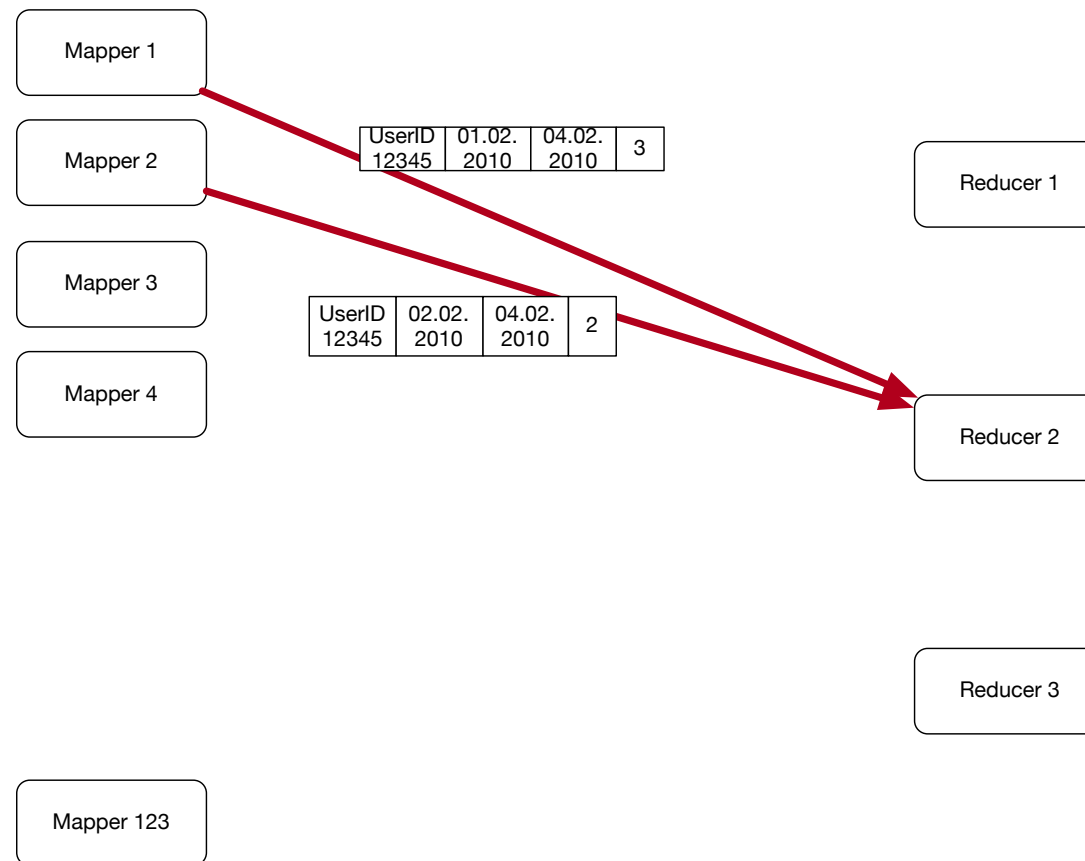 Mapper 1
Mapper 2
UserID 01.02. 04.02. 3
12345 2010 2010
Reducer 1
Mapper 3
UserID 02.02. 04.02. 2
12345 2010 2010
Mapper 4
Reducer 2
Reducer 3
Mapper 123